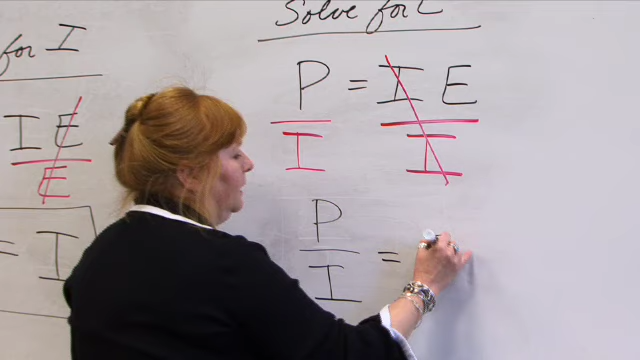 for I
I E
E
= I
Solve for E
P = I E
I I
P
I =